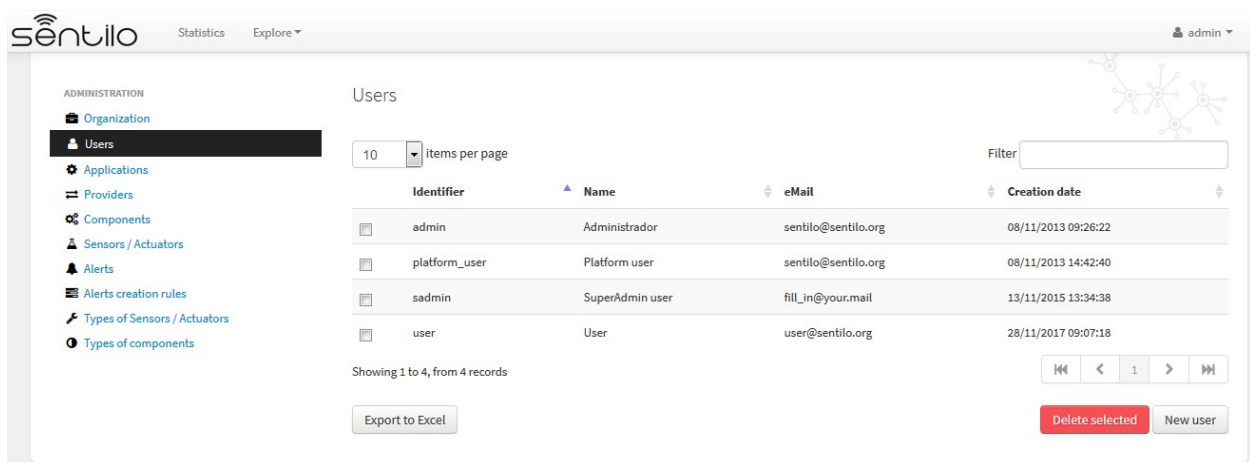 sentilo Statistics Explore admin
ADMINISTRATION
Organization
Users
Applications
Providers
Components
Sensors / Actuators
Alerts
Alerts creation rules
Types of Sensors / Actuators
Types of components
Users
10 items per page Filter
Identifier Name eMail Creation date
admin Administrador sentilo@sentilo.org 08/11/2013 09:26:22
platform_user Platform user sentilo@sentilo.org 08/11/2013 14:42:40
sadmin SuperAdmin user fill_in@your.mail 13/11/2015 13:34:38
user User user@sentilo.org 28/11/2017 09:07:18
Showing 1 to 4, from 4 records 1
Export to Excel Delete selected New user